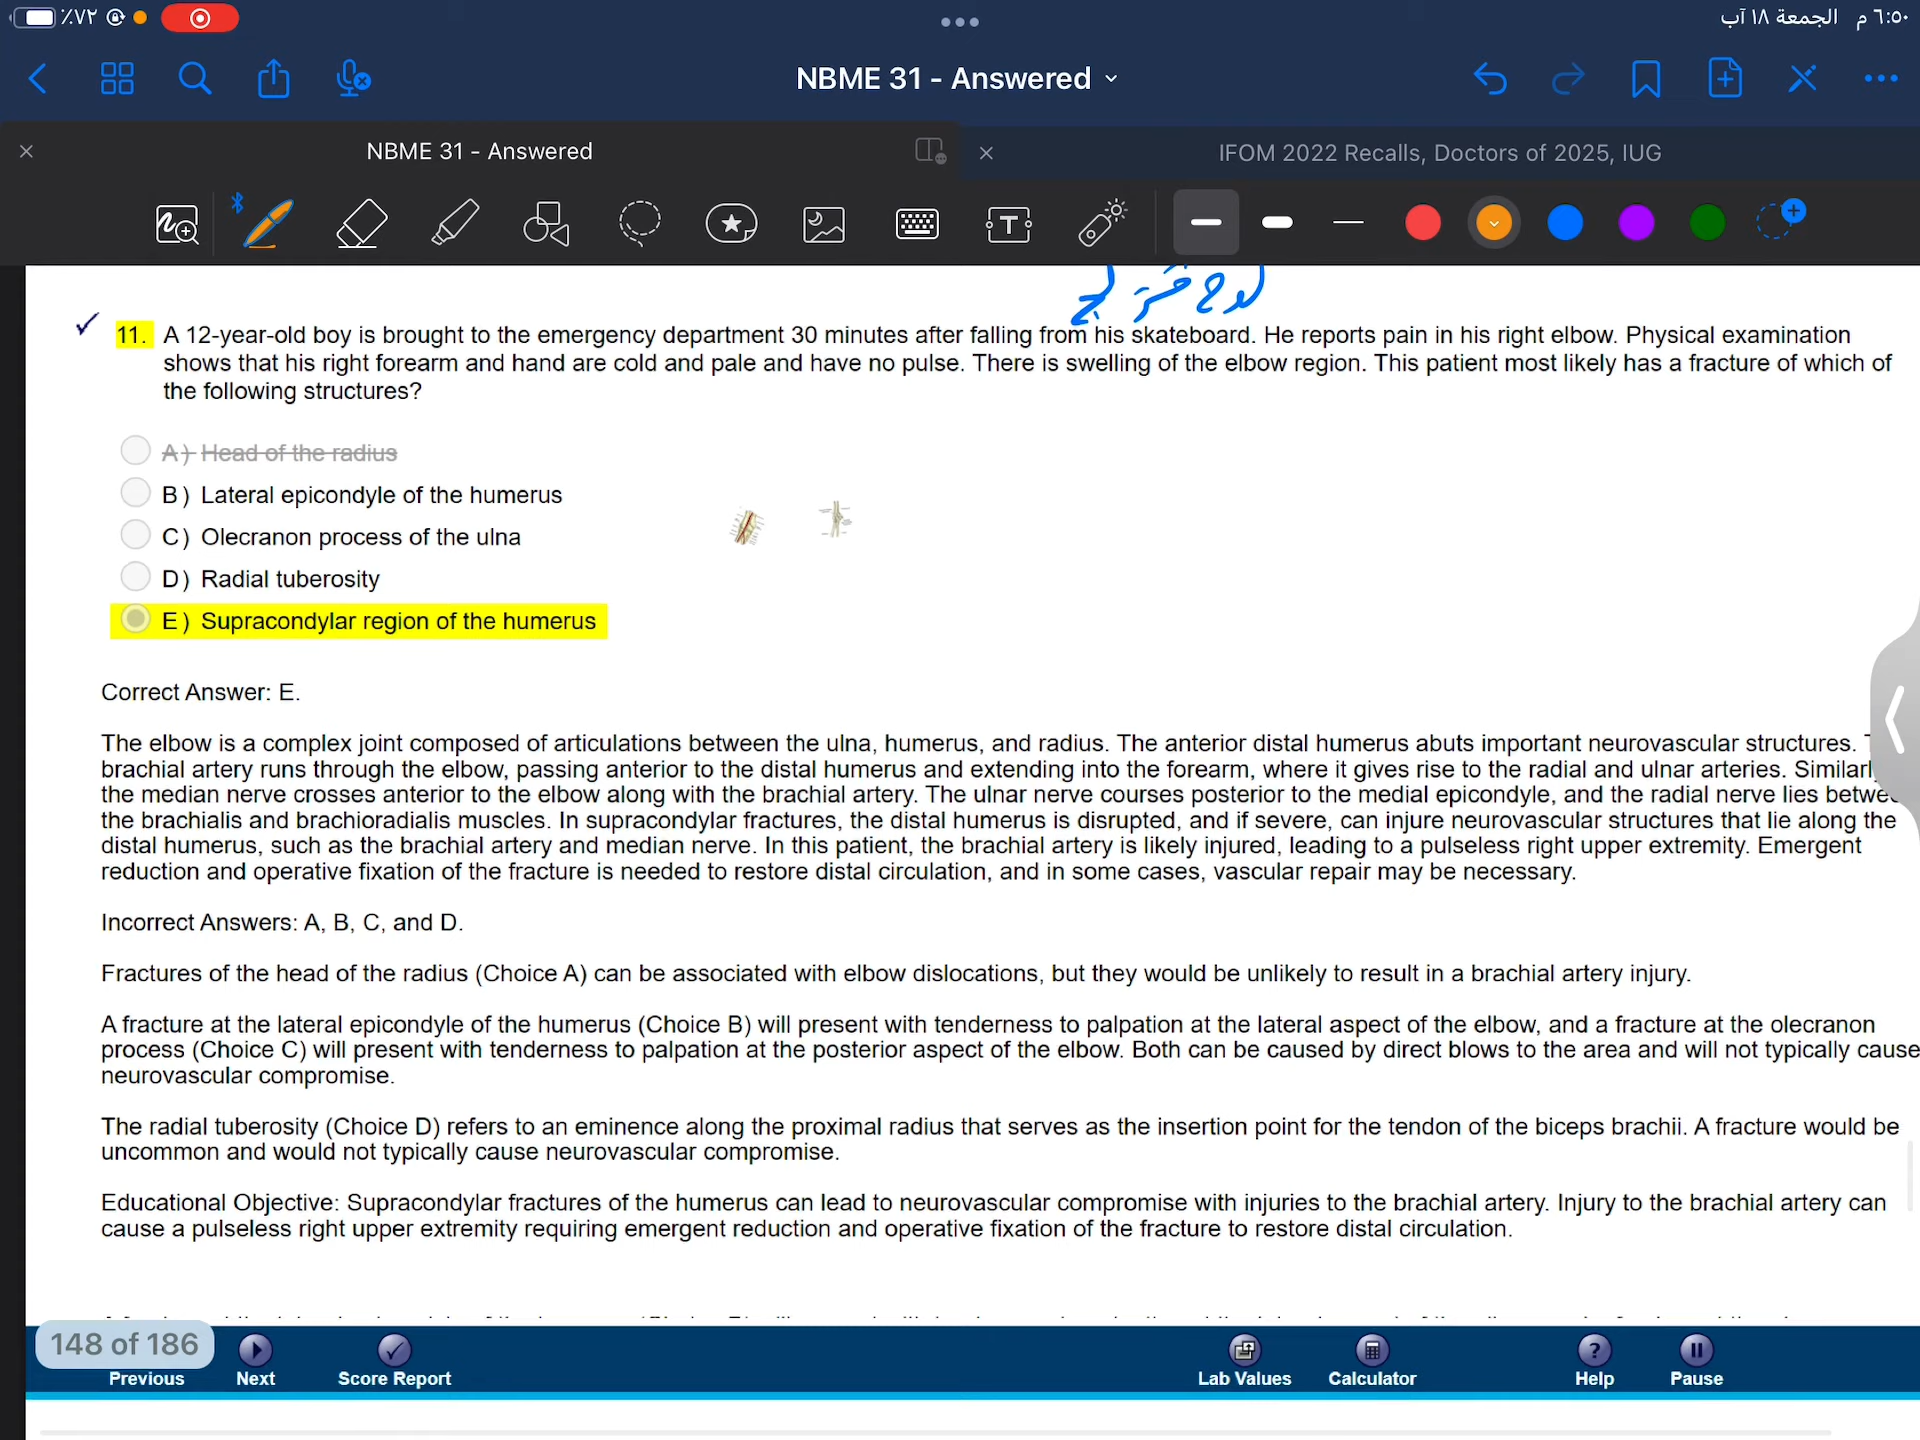 ٪٧٢
٦:٥٠ م الجمعة ١٨ آب
NBME 31 - Answered
NBME 31 - Answered
IFOM 2022 Recalls, Doctors of 2025, IUG
T
11. A 12-year-old boy is brought to the emergency department 30 minutes after falling from his skateboard. He reports pain in his right elbow. Physical examination
shows that his right forearm and hand are cold and pale and have no pulse. There is swelling of the elbow region. This patient most likely has a fracture of which of
the following structures?
A) Head of the radius
B) Lateral epicondyle of the humerus
C) Olecranon process of the ulna
D) Radial tuberosity
E) Supracondylar region of the humerus
Correct Answer: E.
The elbow is a complex joint composed of articulations between the ulna, humerus, and radius. The anterior distal humerus abuts important neurovascular structures.
brachial artery runs through the elbow, passing anterior to the distal humerus and extending into the forearm, where it gives rise to the radial and ulnar arteries.
the median nerve crosses anterior to the elbow along with the brachial artery. The ulnar nerve courses posterior to the medial epicondyle, and the radial nerve lies
the brachialis and brachioradialis muscles. In supracondylar fractures, the distal humerus is disrupted, and if severe, can injure neurovascular structures that lie along the
distal humerus, such as the brachial artery and median nerve. In this patient, the brachial artery is likely injured, leading to a pulseless right upper extremity. Emergent
reduction and operative fixation of the fracture is needed to restore distal circulation, and in some cases, vascular repair may be necessary.
Incorrect Answers: A, B, C, and D.
Fractures of the head of the radius (Choice A) can be associated with elbow dislocations, but they would be unlikely to result in a brachial artery injury.
A fracture at the lateral epicondyle of the humerus (Choice B) will present with tenderness to palpation at the lateral aspect of the elbow, and a fracture at the olecranon
process (Choice C) will present with tenderness to palpation at the posterior aspect of the elbow. Both can be caused by direct blows to the area and will not typically cause
neurovascular compromise.
The radial tuberosity (Choice D) refers to an eminence along the proximal radius that serves as the insertion point for the tendon of the biceps brachii. A fracture would be
uncommon and would not typically cause neurovascular compromise.
Educational Objective: Supracondylar fractures of the humerus can lead to neurovascular compromise with injuries to the brachial artery. Injury to the brachial artery can
cause a pulseless right upper extremity requiring emergent reduction and operative fixation of the fracture to restore distal circulation.
148 of 186
Previous Next Score Report Lab Values Calculator Help Pause